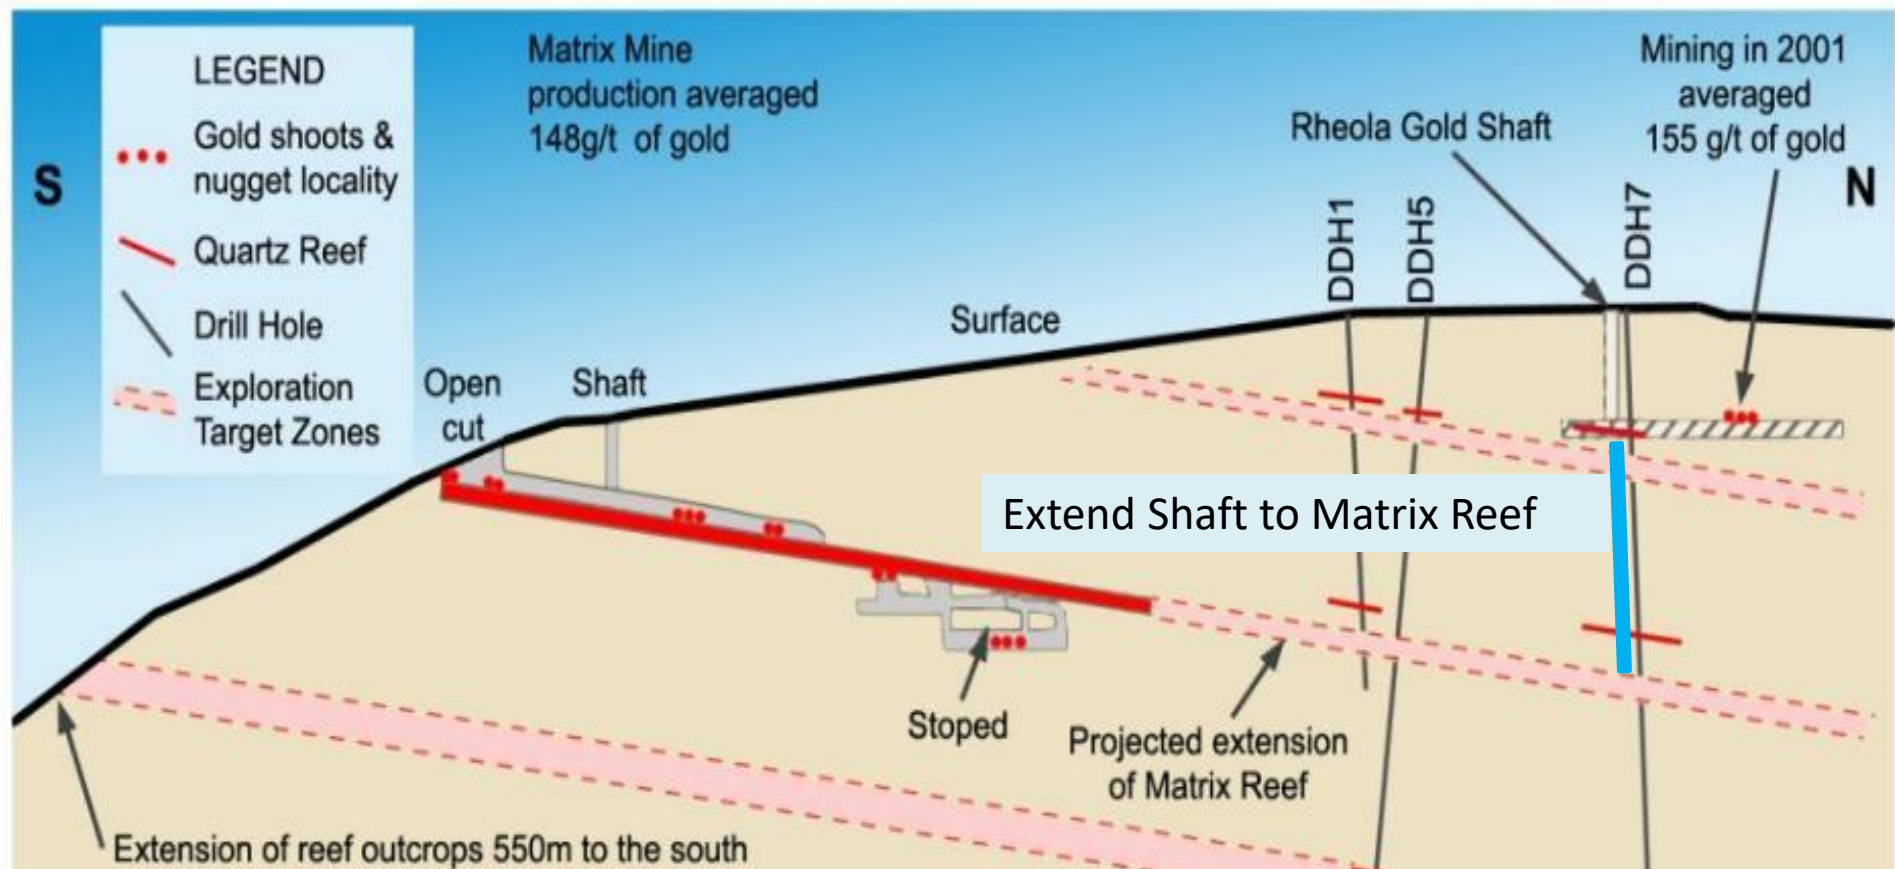 LEGEND
Gold shoots &
nugget locality
Quartz Reef
Drill Hole
Exploration
Target Zones
S
Matrix Mine
production averaged
148g/t of gold
Rheola Gold Shaft
Mining in 2001
averaged
155 g/t of gold
N
DDH1
DDH5
DDH7
Surface
Open
cut
Shaft
Extend Shaft to Matrix Reef
Stoped
Projected extension
of Matrix Reef
Extension of reef outcrops 550m to the south